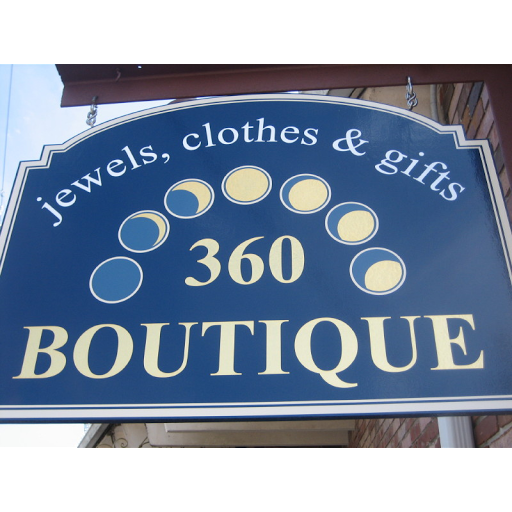 jewels, clothes & gifts
360
BOUTIQUE